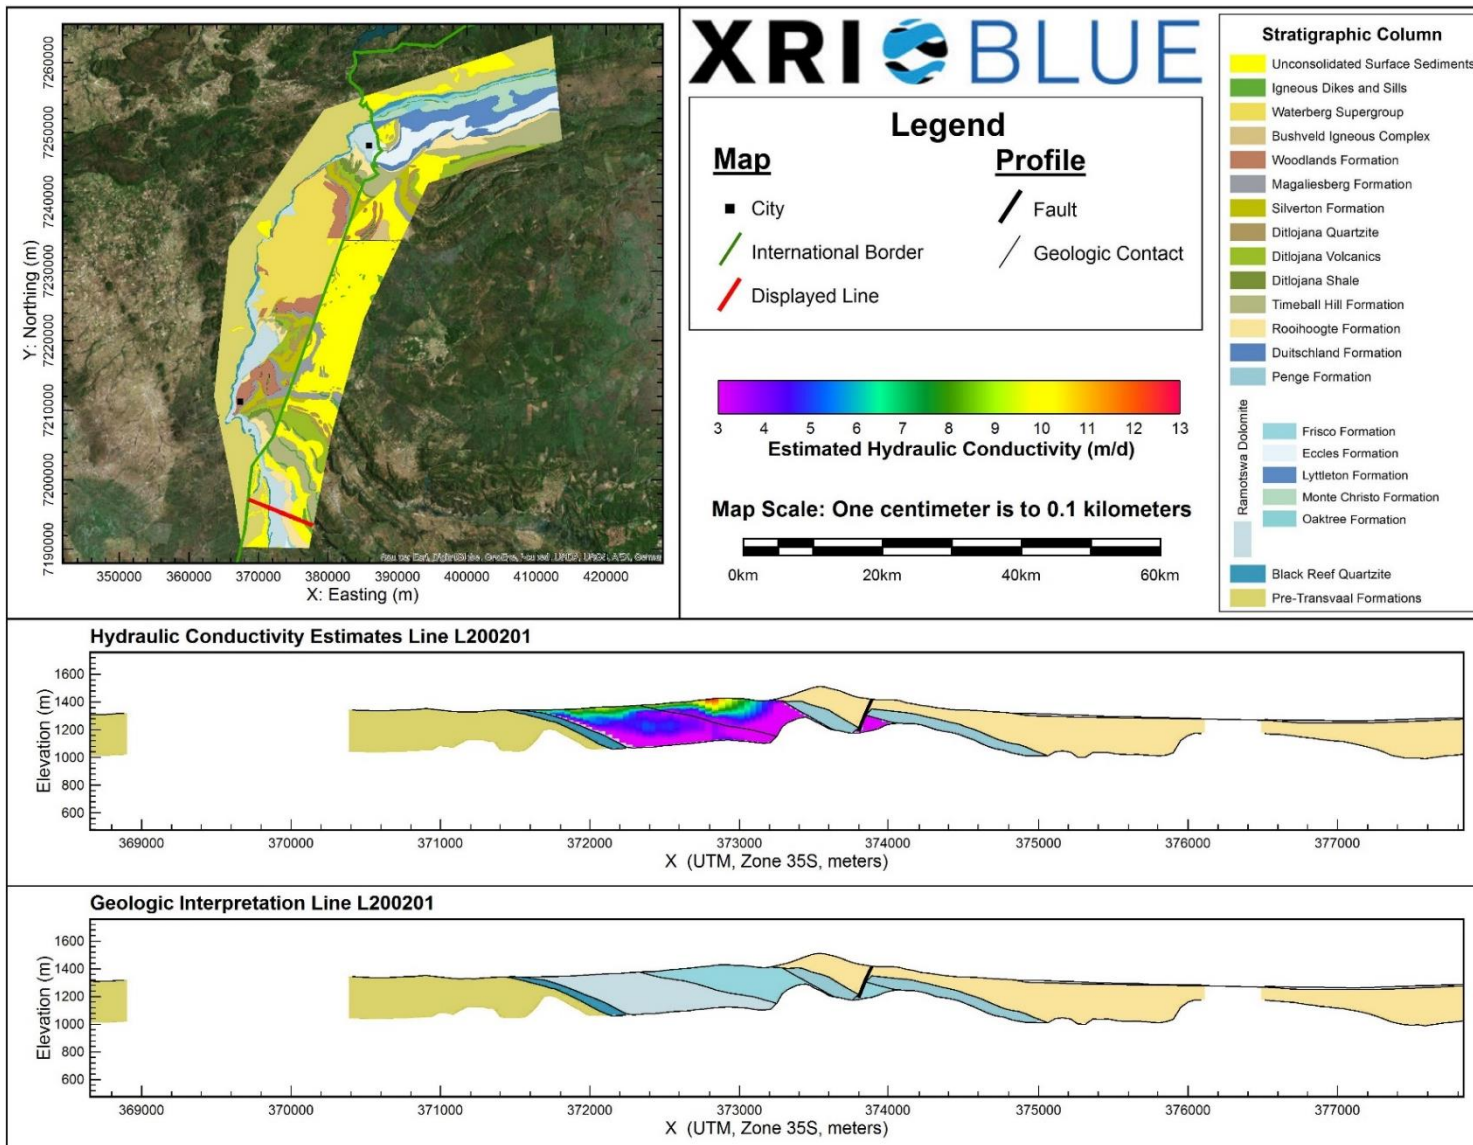 XRI BLUE
Legend
Map
City
International Border
Displayed Line
Profile
Fault
Geologic Contact
3 4 5 6 7 8 9 10 11 12 13
Estimated Hydraulic Conductivity (m/d)
Map Scale: One centimeter is to 0.1 kilometers
0km 20km 40km 60km
Stratigraphic Column
Unconsolidated Surface Sediments
Igneous Dikes and Sills
Waterberg Supergroup
Bushveld Igneous Complex
Woodlands Formation
Magaliesberg Formation
Silverton Formation
Ditlojana Quartzite
Ditlojana Volcanics
Ditlojana Shale
Timeball Hill Formation
Rooihoogte Formation
Duitschland Formation
Penge Formation
Ramotswa Dolomite
Frisco Formation
Eccles Formation
Lyttleton Formation
Monte Christo Formation
Oaktree Formation
Black Reef Quartzite
Pre-Transvaal Formations
Y: Northing (m)
7260000
7250000
7240000
7230000
7220000
7210000
7200000
7190000
350000 360000 370000 380000 390000 400000 410000 420000
X: Easting (m)
Hydraulic Conductivity Estimates Line L200201
Elevation (m)
1600
1400
1200
1000
800
600
369000 370000 371000 372000 373000 374000 375000 376000 377000
X (UTM, Zone 35S, meters)
Geologic Interpretation Line L200201
Elevation (m)
1600
1400
1200
1000
800
600
369000 370000 371000 372000 373000 374000 375000 376000 377000
X (UTM, Zone 35S, meters)